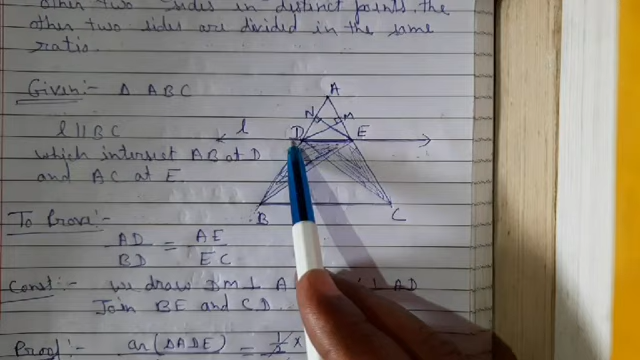 other two sides in distinct points, the
other two sides are divided in the same
ratio.
Given:- Δ ABC
l || BC
which intersect AB at D
and AC at E
A
N
M
l
D
E
B
C
To Prove:-
AD/BD = AE/EC
Const:- we draw DM ⊥ A ⊥ AD
Join BE and CD.
Proof:- ar(ΔADE) = 1/2 x